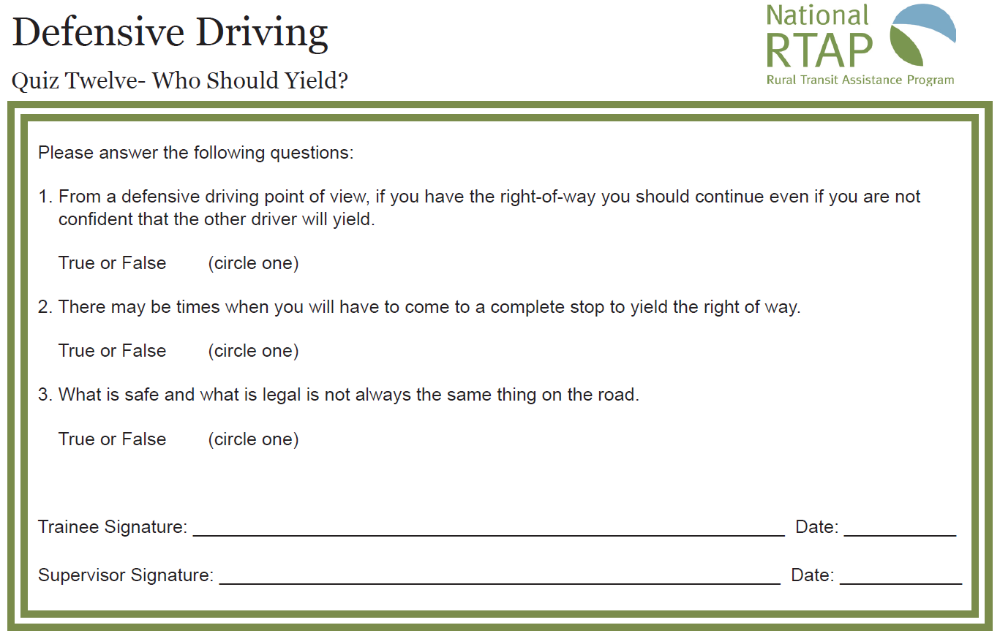 Defensive Driving
Quiz Twelve- Who Should Yield?
National
RTAP
Rural Transit Assistance Program
Please answer the following questions:
1. From a defensive driving point of view, if you have the right-of-way you should continue even if you are not
confident that the other driver will yield.
True or False (circle one)
2. There may be times when you will have to come to a complete stop to yield the right of way.
True or False (circle one)
3. What is safe and what is legal is not always the same thing on the road.
True or False (circle one)
Trainee Signature: ______________ Date: ______
Supervisor Signature: ______________ Date: ______